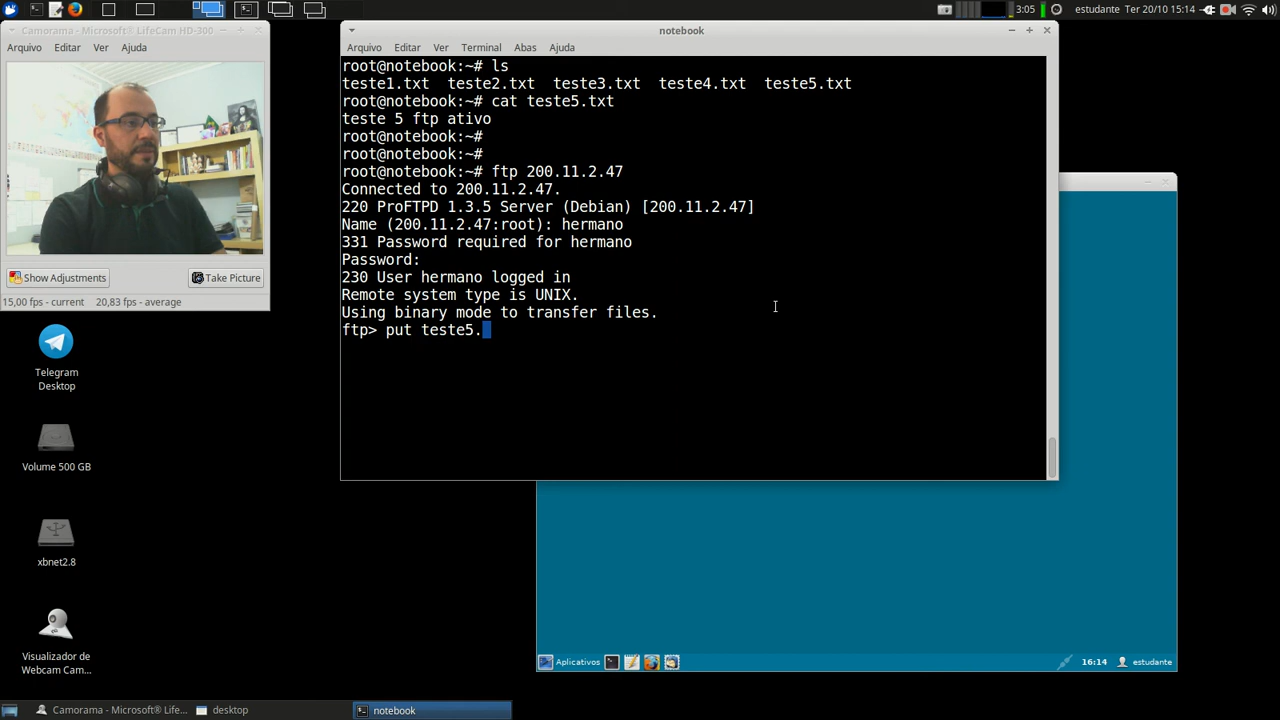 3:05
estudante
Ter 20/10 15:14
Camorama - Microsoft® LifeCam HD-300
Arquivo Editar Ver Ajuda
Show Adjustments
Take Picture
15,00 fps - current 20,83 fps - average
Telegram
Desktop
Volume 500 GB
xbnet2.8
Visualizador de
Webcam Cam...
notebook
Arquivo Editar Ver Terminal Abas Ajuda
root@notebook:~# ls
teste1.txt teste2.txt teste3.txt teste4.txt teste5.txt
root@notebook:~# cat teste5.txt
teste 5 ftp ativo
root@notebook:~#
root@notebook:~#
root@notebook:~# ftp 200.11.2.47
Connected to 200.11.2.47.
220 ProFTPD 1.3.5 Server (Debian) [200.11.2.47]
Name (200.11.2.47:root): hermano
331 Password required for hermano
Password:
230 User hermano logged in
Remote system type is UNIX.
Using binary mode to transfer files.
ftp> put teste5.
Aplicativos
16:14
estudante
Camorama - Microsoft® LifeCa...
desktop
notebook